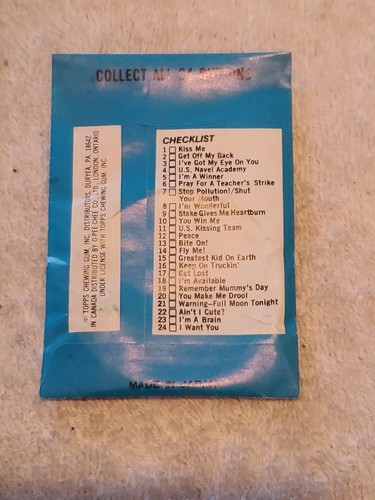 COLLECT ALL 24 BUTTONS
© TOPPS CHEWING GUM, INC. DISTRIBUTORS, DURYEA, PA. 18642
IN CANADA DISTRIBUTED BY O-PEE-CHEE CO., LTD., LONDON, ONTARIO
UNDER LICENSE WITH TOPPS CHEWING GUM, INC.
CHECKLIST
1 Kiss Me
2 Get Off My Back
3 I've Got My Eye On You
4 U.S. Navel Academy
5 I'm A Winner
6 Pray For A Teacher's Strike
7 Stop Pollution!/Shut
Your Mouth
8 I'm Wonderful
9 Stake Gives Me Heartburn
10 You Win Me
11 U.S. Kissing Team
12 Peace
13 Bite On!
14 Fly Me!
15 Greatest Kid On Earth
16 Keep On Truckin'
17 Get Lost
18 I'm Available
19 Remember Mummy's Day
20 You Make Me Drool
21 Warning–Full Moon Tonight
22 Ain't I Cute?
23 I'm A Brain
24 I Want You
MADE IN JAPAN